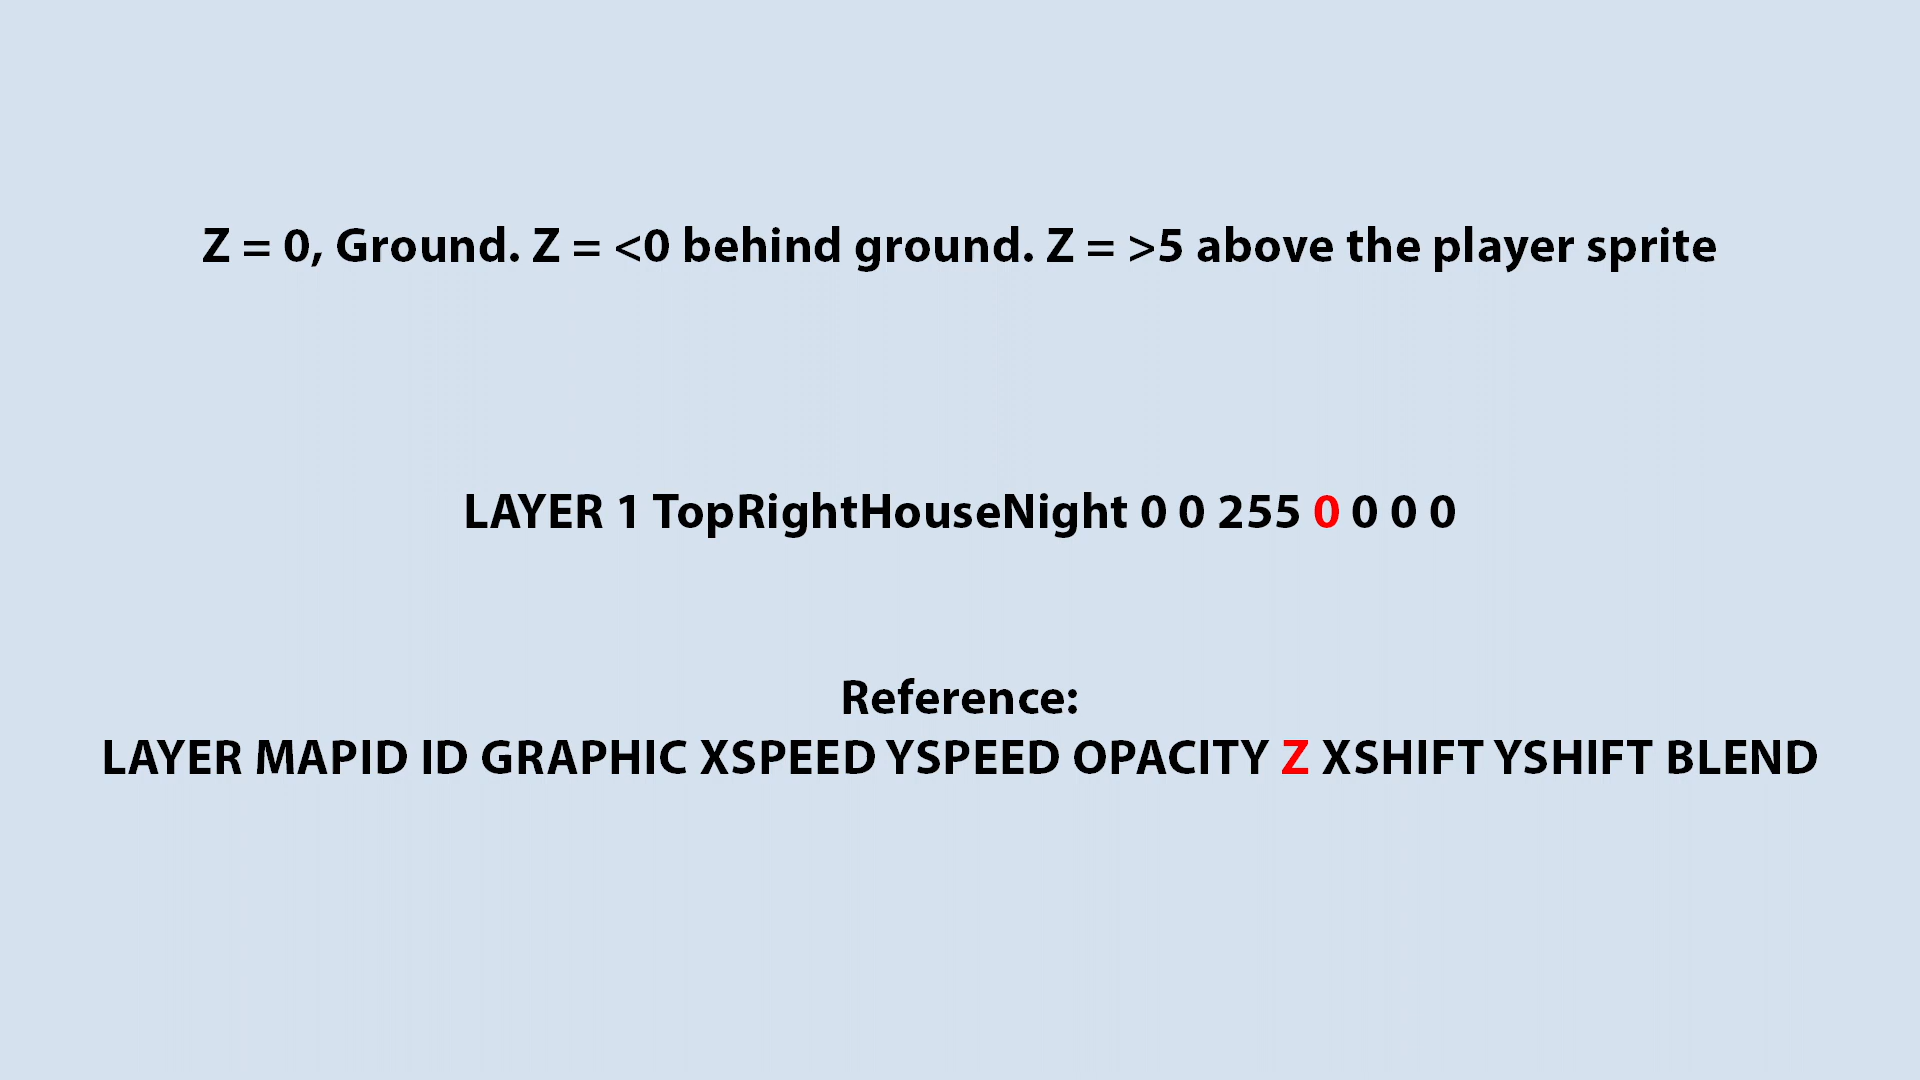 Z = 0, Ground. Z = <0 behind ground. Z = >5 above the player sprite
LAYER 1 TopRightHouseNight 0 0 255 0 0 0 0
Reference:
LAYER MAPID ID GRAPHIC XSPEED YSPEED OPACITY Z XSHIFT YSHIFT BLEND